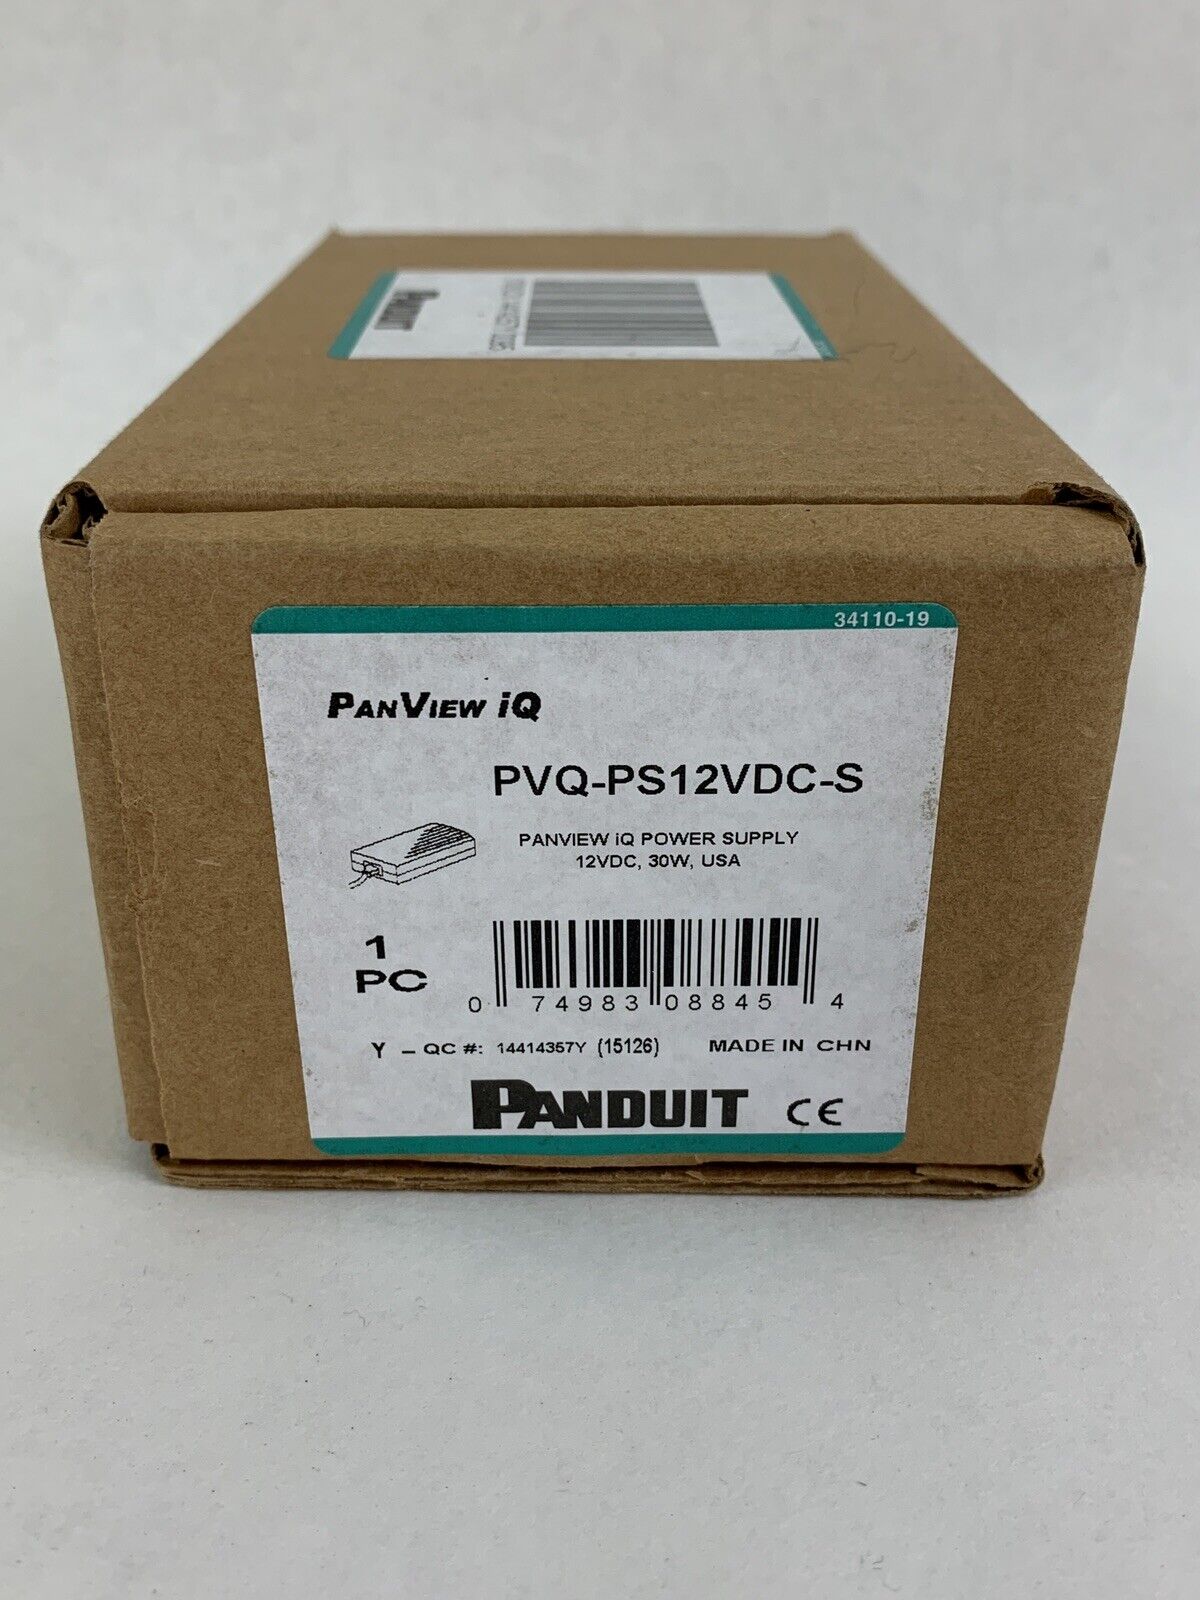 PANDUIT
34110-19
PANVIEW iQ
PVQ-PS12VDC-S
PANVIEW iQ POWER SUPPLY
12VDC, 30W, USA
1
PC
0 74983 08845 4
Y – QC #: 14414357Y (15126) MADE IN CHN
PANDUIT CE